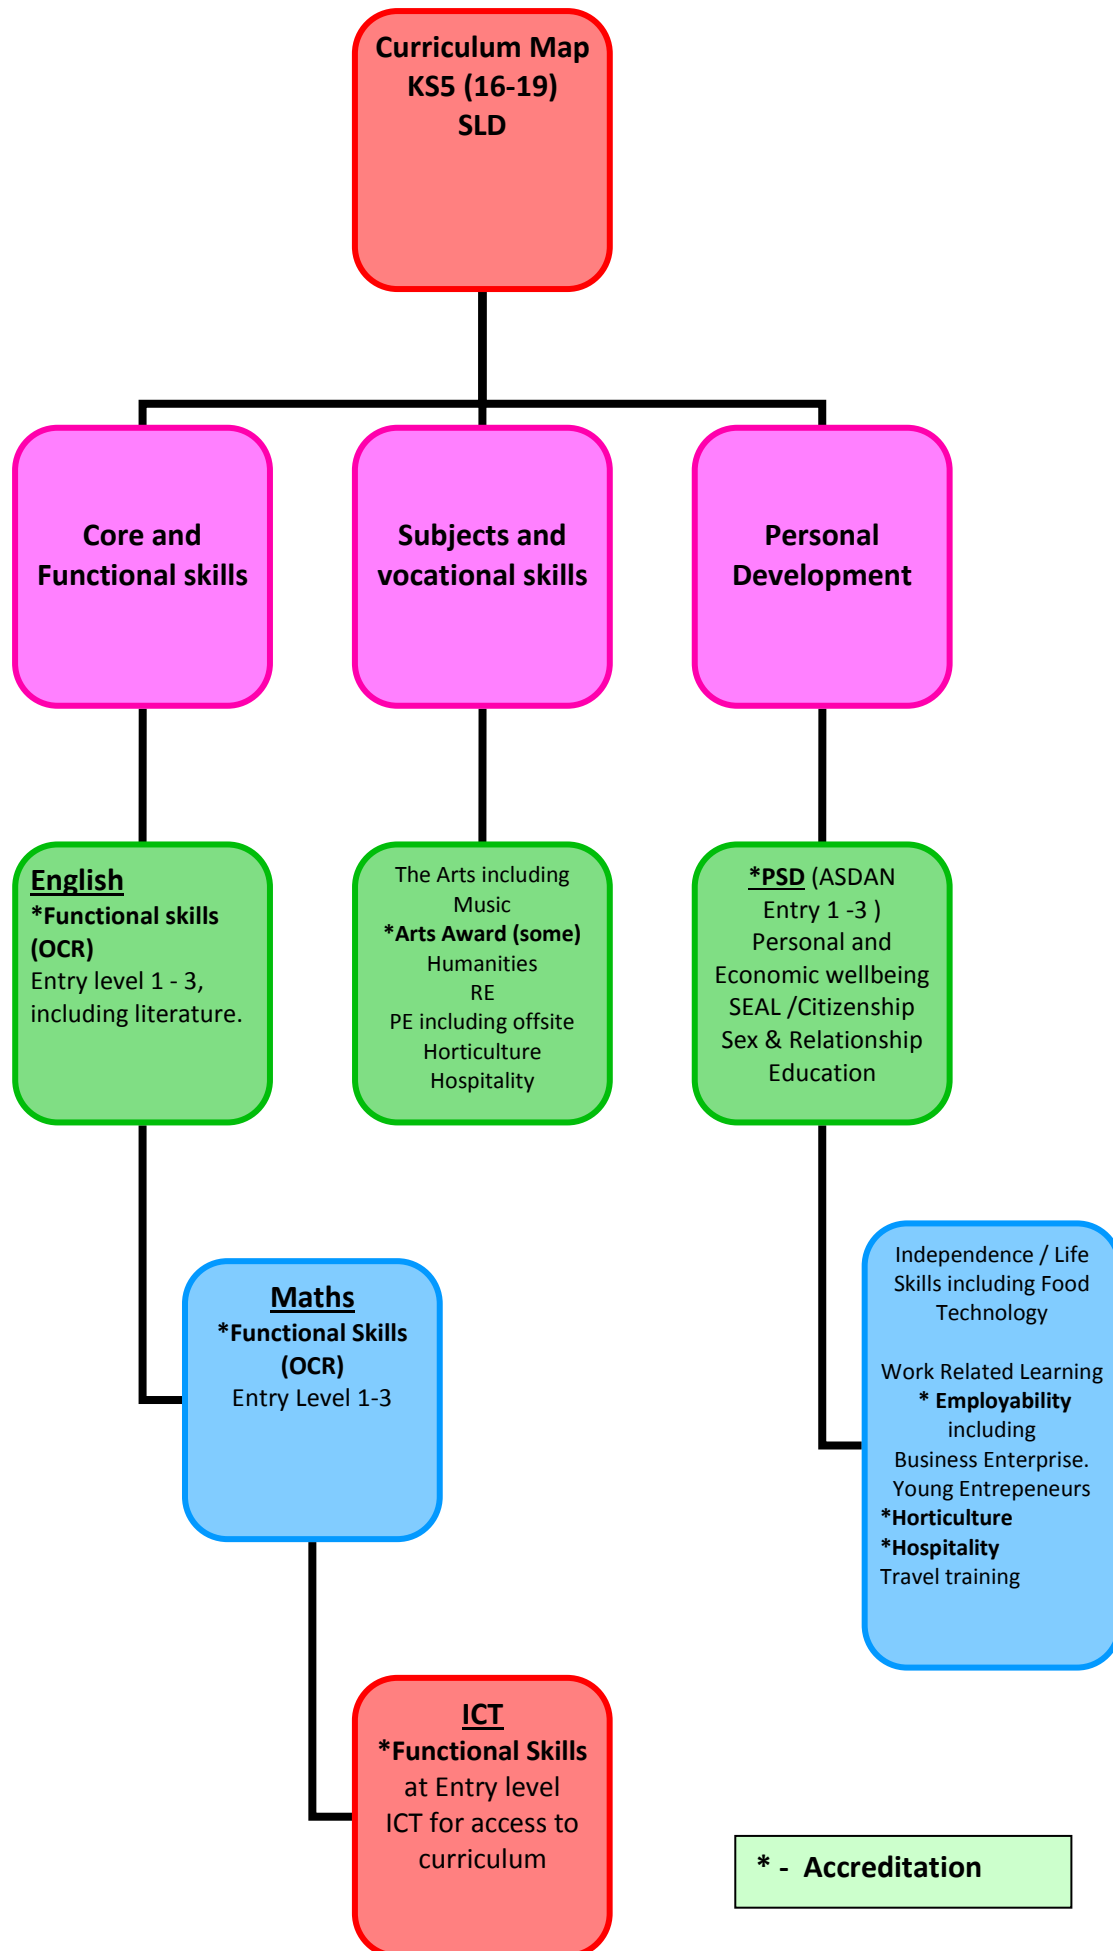 Curriculum Map
KS5 (16-19)
SLD
Core and
Functional skills
Subjects and
vocational skills
Personal
Development
English
*Functional skills
(OCR)
Entry level 1 - 3,
including literature.
The Arts including
Music
*Arts Award (some)
Humanities
RE
PE including offsite
Horticulture
Hospitality
*PSD (ASDAN
Entry 1 -3 )
Personal and
Economic wellbeing
SEAL /Citizenship
Sex & Relationship
Education
Maths
*Functional Skills
(OCR)
Entry Level 1-3
Independence / Life
Skills including Food
Technology
Work Related Learning
* Employability
including
Business Enterprise.
Young Entrepeneurs
*Horticulture
*Hospitality
Travel training
ICT
*Functional Skills
at Entry level
ICT for access to
curriculum
* - Accreditation